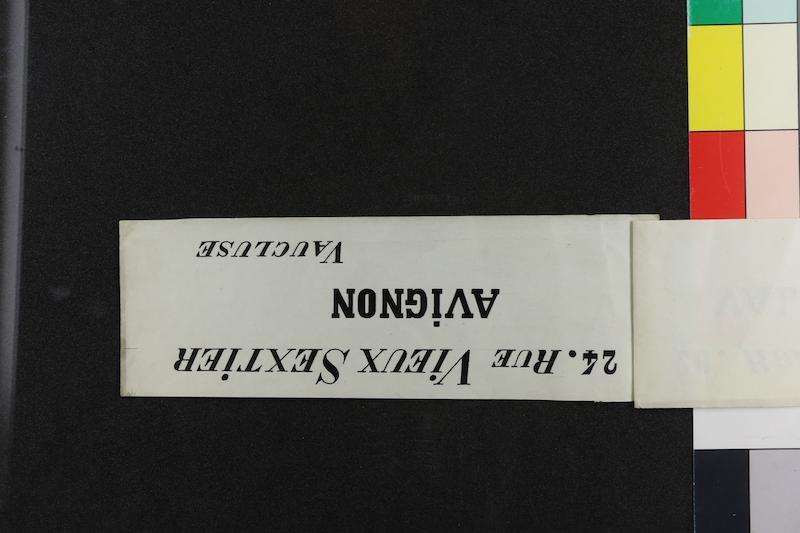 24. RUE VIEUX SEXTIER
AVIGNON
VAUCLUSE